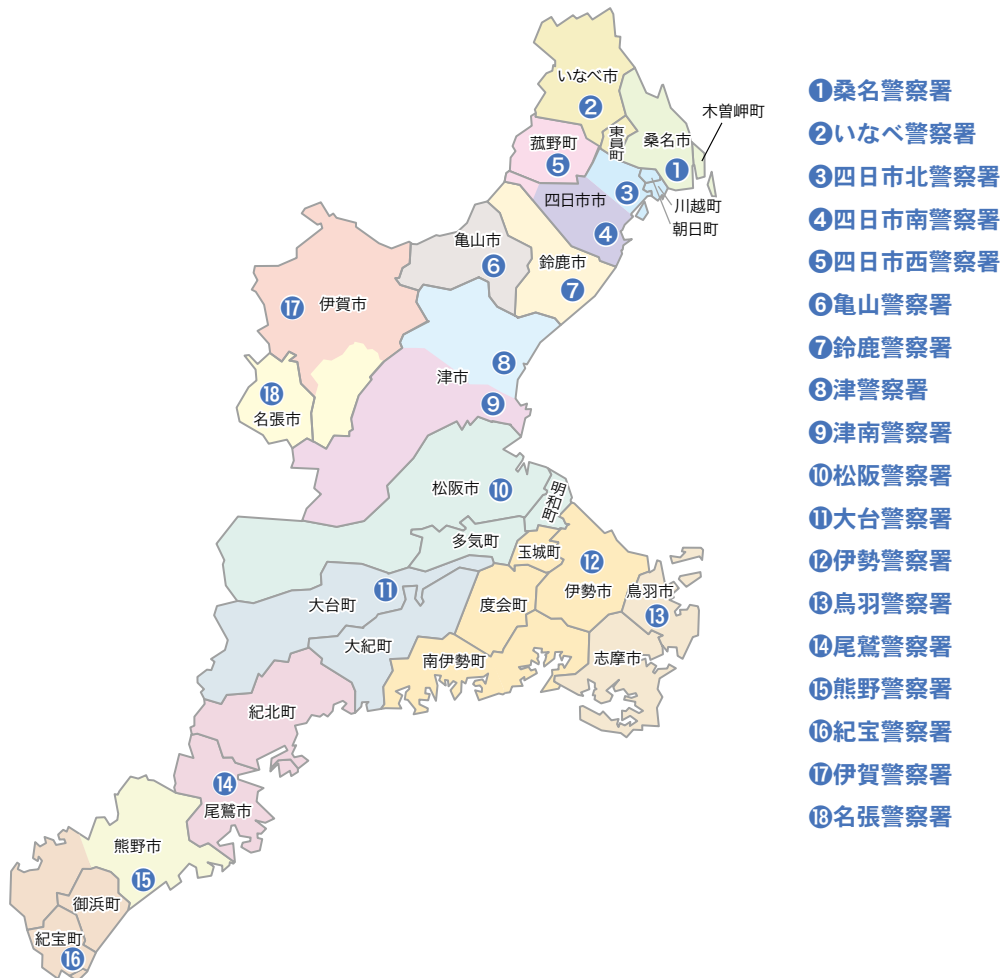 いなべ市
❷
木曽岬町
東員町
桑名市
菰野町
❺
❶
四日市市
❸
川越町
朝日町
❹
亀山市
❻
鈴鹿市
❼
⓱
伊賀市
❽
津市
⓲
名張市
❾
松阪市
❿
明和町
多気町
玉城町
⓬
⓫
伊勢市
鳥羽市
大台町
度会町
⓭
大紀町
南伊勢町
志摩市
紀北町
⓮
尾鷲市
熊野市
⓯
御浜町
紀宝町
⓰
❶桑名警察署
❷いなべ警察署
❸四日市北警察署
❹四日市南警察署
❺四日市西警察署
❻亀山警察署
❼鈴鹿警察署
❽津警察署
❾津南警察署
❿松阪警察署
⓫大台警察署
⓬伊勢警察署
⓭鳥羽警察署
⓮尾鷲警察署
⓯熊野警察署
⓰紀宝警察署
⓱伊賀警察署
⓲名張警察署